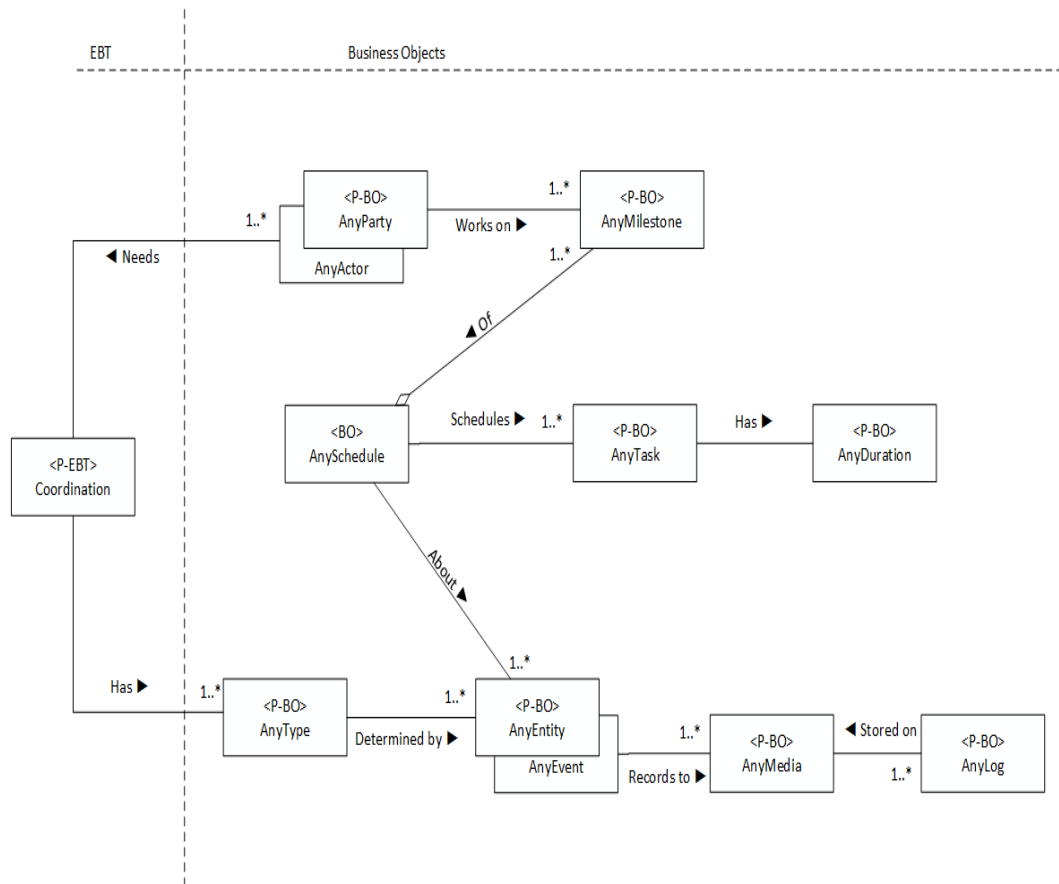 EBT
Business Objects
<P-BO>
AnyParty
AnyActor
1..*
1..*
Works on ▶
<P-BO>
AnyMilestone
1..*
◀ Needs
◀ Of
<P-EBT>
Coordination
<BO>
AnySchedule
Schedules ▶
1..*
<P-BO>
AnyTask
Has ▶
<P-BO>
AnyDuration
About ▶
1..*
Has ▶
1..*
<P-BO>
AnyType
1..*
Determined by ▶
<P-BO>
AnyEntity
AnyEvent
1..*
Records to ▶
<P-BO>
AnyMedia
◀ Stored on
1..*
<P-BO>
AnyLog